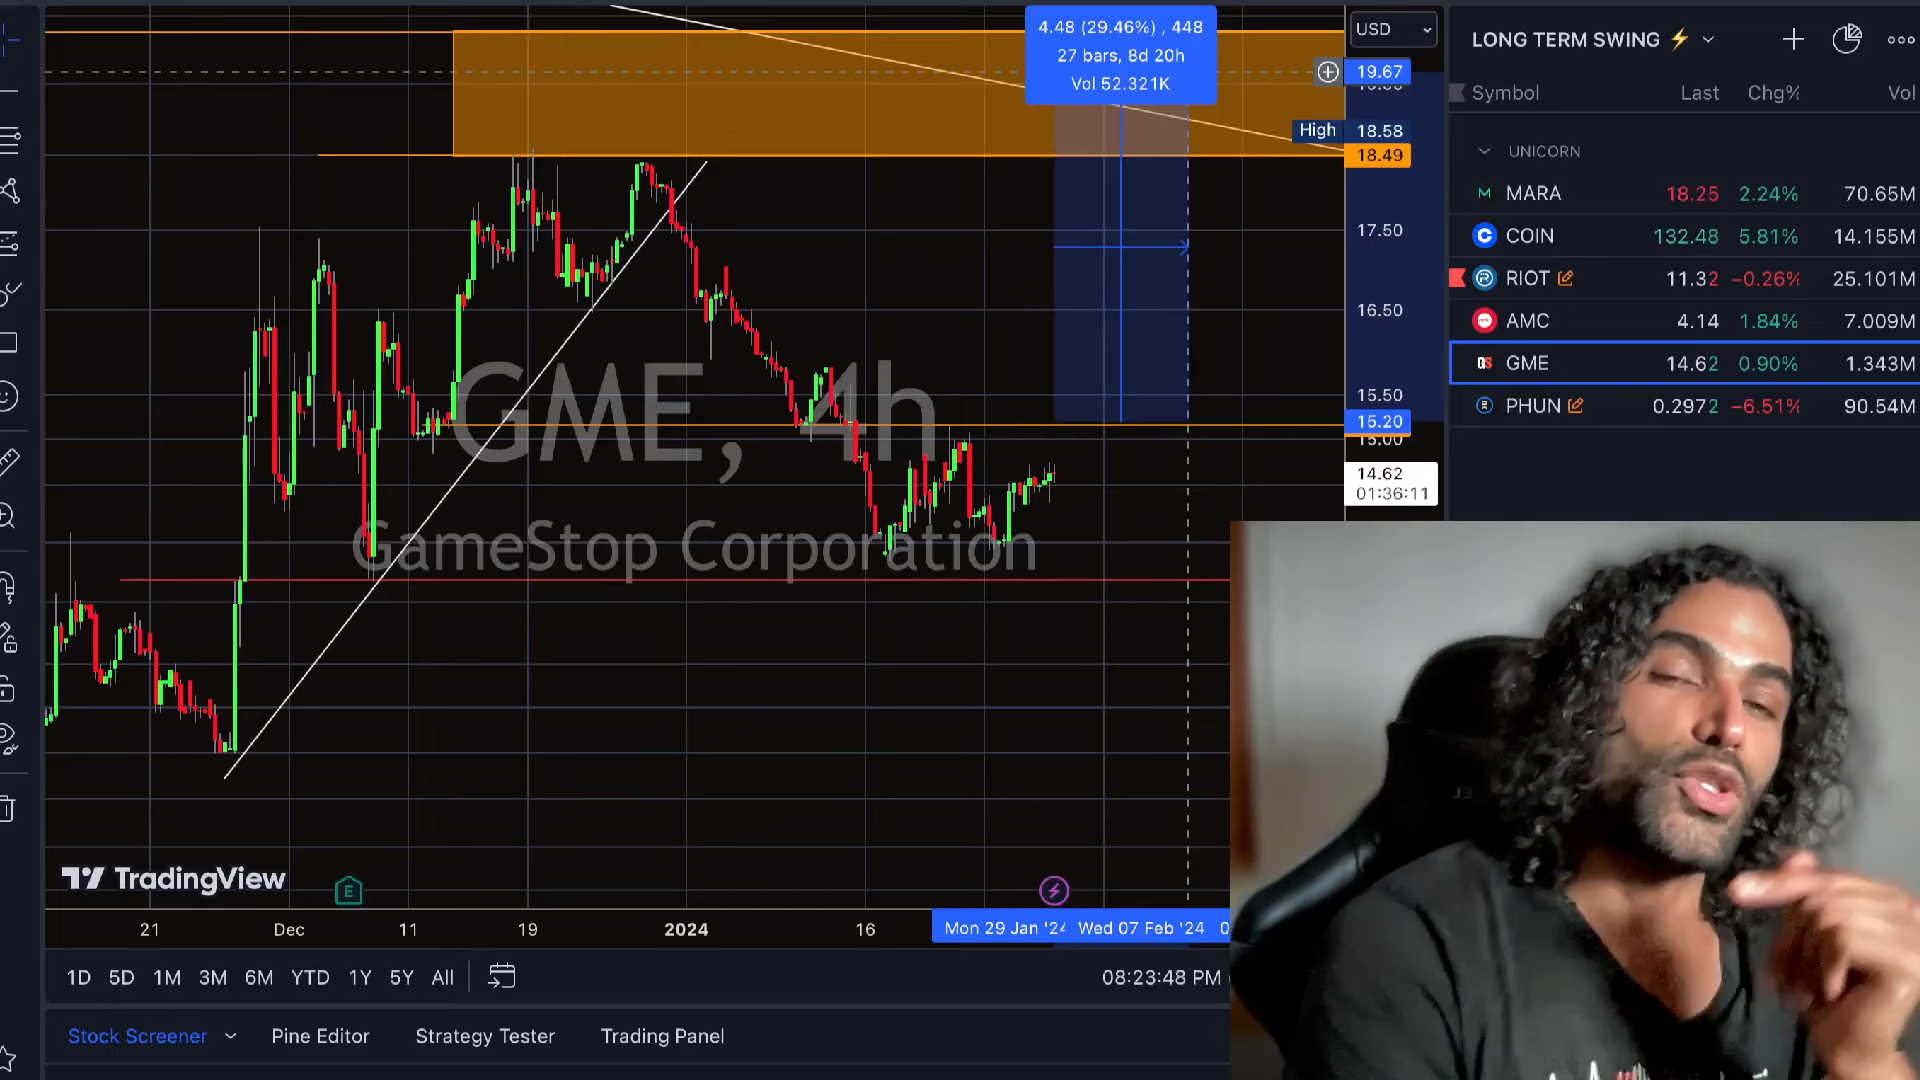 4.48 (29.46%) , 448
27 bars, 8d 20h
Vol 52.321K
USD
19.67
High 18.58
18.49
17.50
16.50
15.50
15.20
15.00
14.62
01:36:11
GME, 4h
GameStop Corporation
TradingView
E
21 Dec 11 19 2024 16 Mon 29 Jan '24 Wed 07 Feb '24
1D 5D 1M 3M 6M YTD 1Y 5Y All
08:23:48 PM
Stock Screener Pine Editor Strategy Tester Trading Panel
LONG TERM SWING
Symbol Last Chg% Vol
UNICORN
MARA 18.25 2.24% 70.65M
COIN 132.48 5.81% 14.155M
RIOT 11.32 −0.26% 25.101M
AMC 4.14 1.84% 7.009M
GME 14.62 0.90% 1.343M
PHUN 0.2972 −6.51% 90.54M